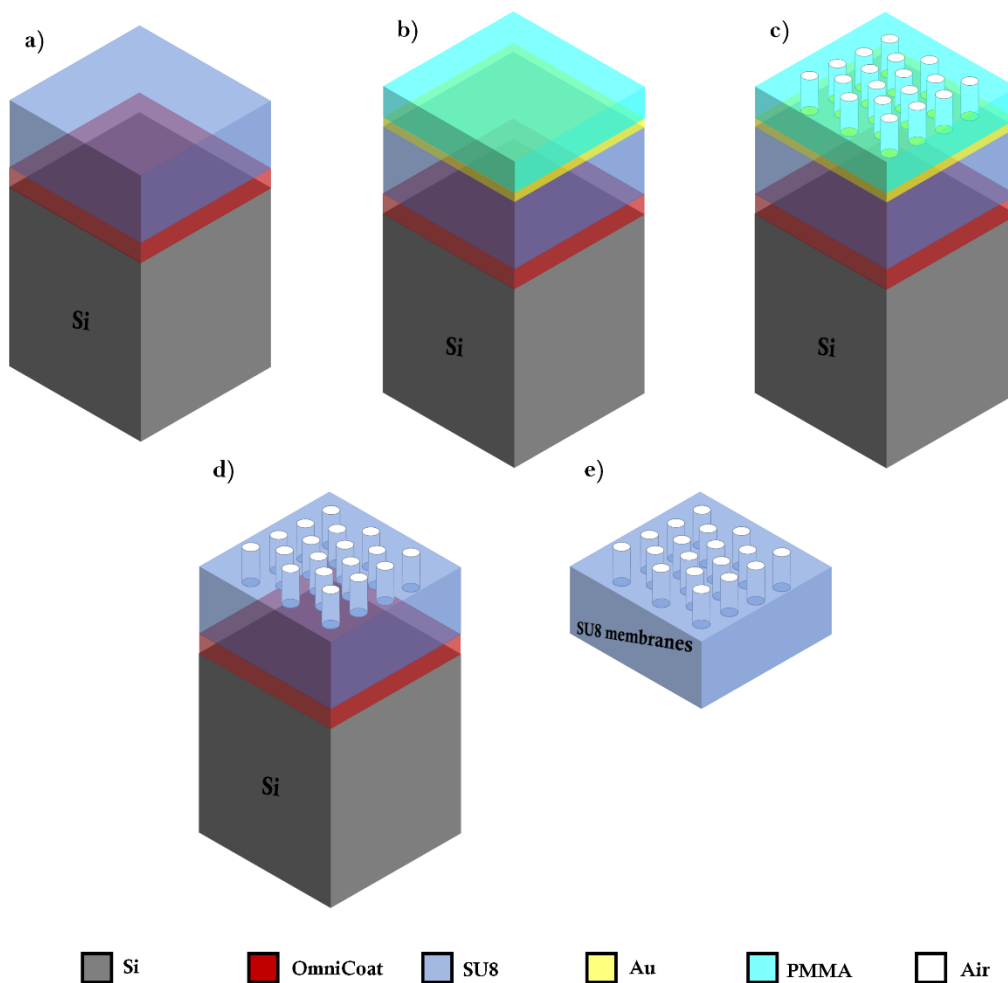 a)
b)
c)
Si
Si
Si
d)
e)
SU8 membranes
Si
Si
OmniCoat
SU8
Au
PMMA
Air